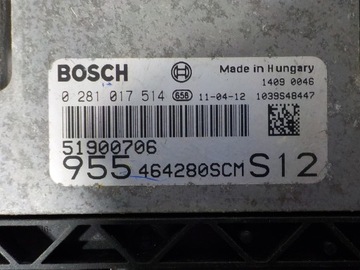 BOSCH Made in Hungary
1409 0046
0 281 017 514 656 11-04-12 1039S48447
51900706
955 464280SCM S12